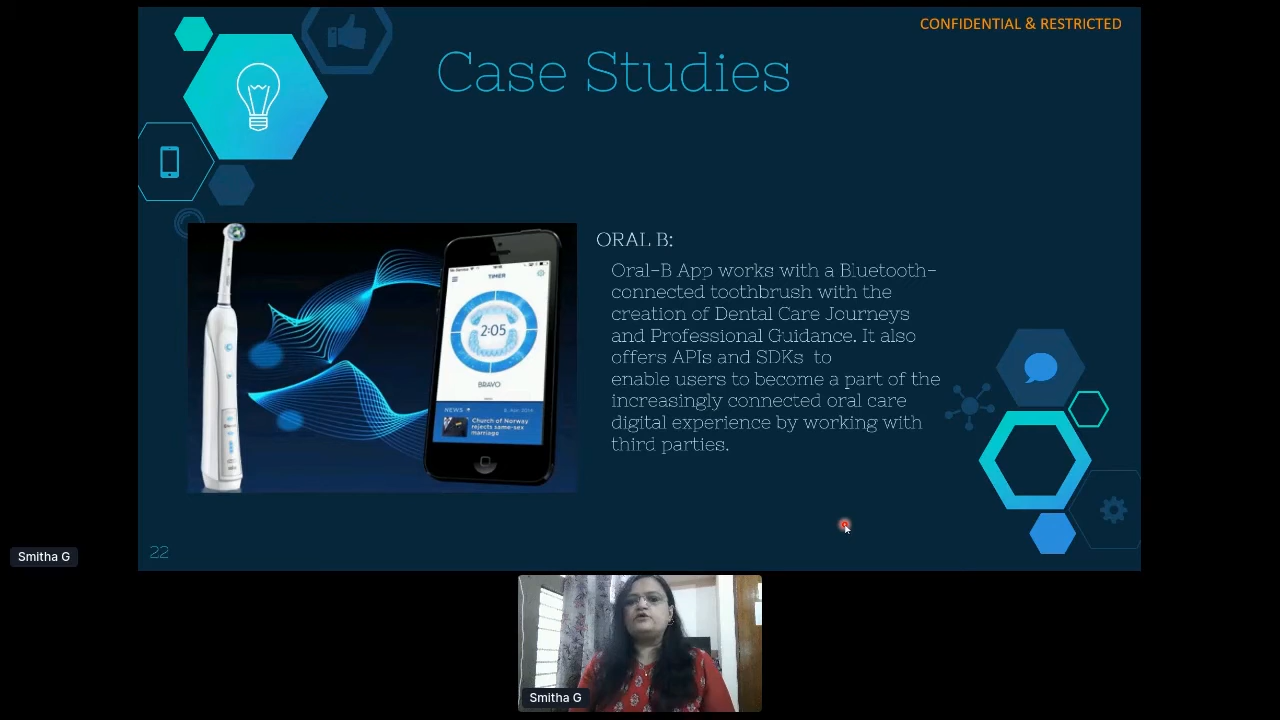 CONFIDENTIAL & RESTRICTED
Case Studies
TIMER
2:05
BRAVO
NEWS
Church of Norway
rejects same-sex
marriage
ORAL B:
Oral-B App works with a Bluetooth-
connected toothbrush with the
creation of Dental Care Journeys
and Professional Guidance. It also
offers APIs and SDKs to
enable users to become a part of the
increasingly connected oral care
digital experience by working with
third parties.
22
Smitha G
Smitha G